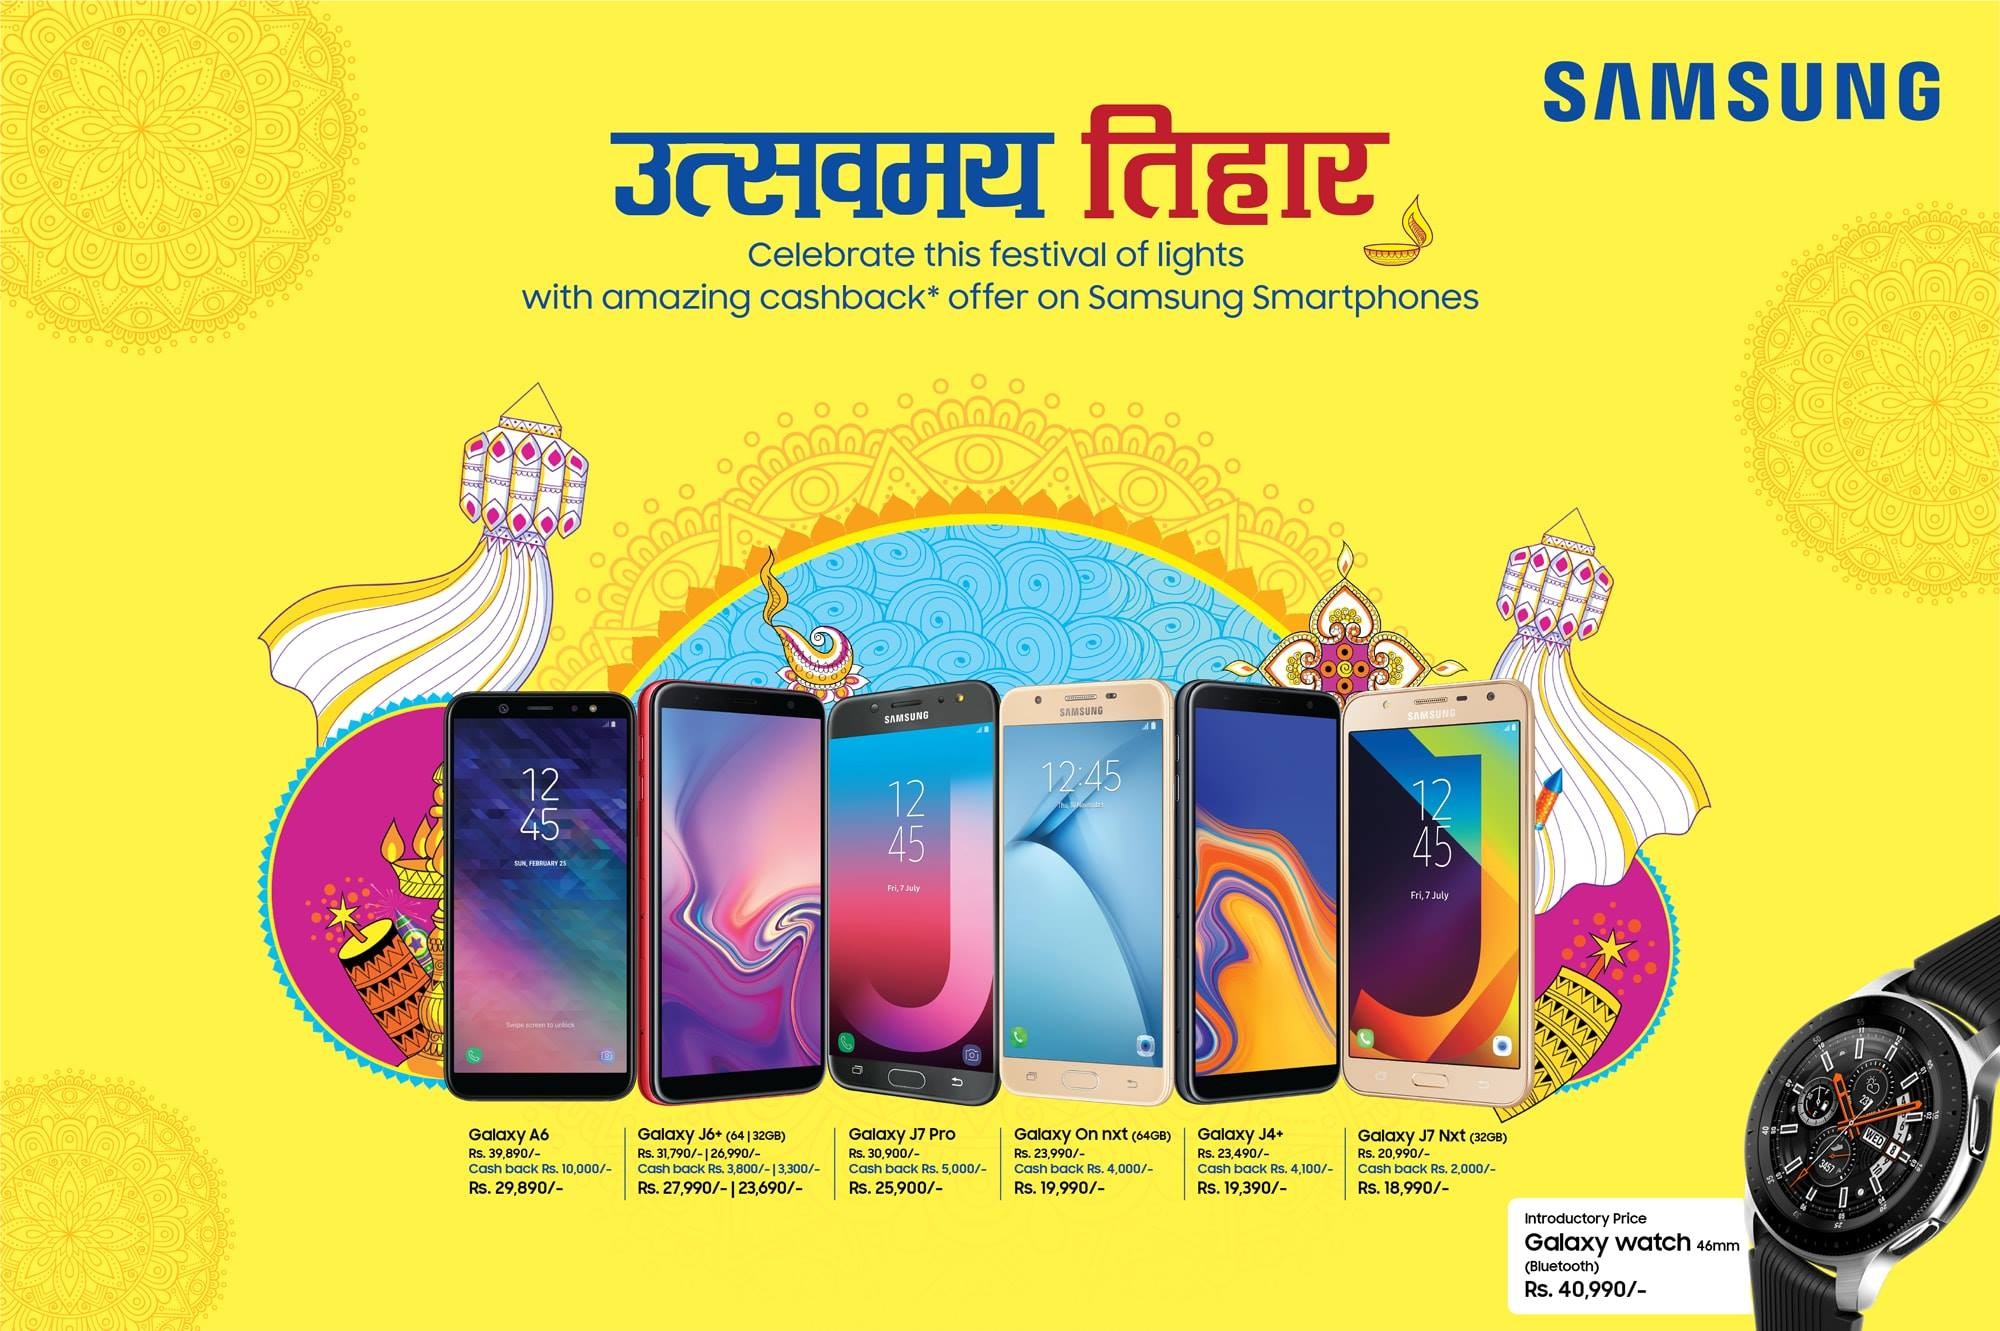 SAMSUNG
उत्सवमय तिहार
Celebrate this festival of lights
with amazing cashback* offer on Samsung Smartphones
12
45
SUN, FEBRUARY 25
Swipe screen to unlock
SAMSUNG
12
45
Fri, 7 July
SAMSUNG
12:45
SAMSUNG
12
45
Fri, 7 July
Galaxy A6
Rs. 39,890/-
Cash back Rs. 10,000/-
Rs. 29,890/-
Galaxy J6+ (64 | 32GB)
Rs. 31,790/- | 26,990/-
Cash back Rs. 3,800/- | 3,300/-
Rs. 27,990/- | 23,690/-
Galaxy J7 Pro
Rs. 30,900/-
Cash back Rs. 5,000/-
Rs. 25,900/-
Galaxy On nxt (64GB)
Rs. 23,990/-
Cash back Rs. 4,000/-
Rs. 19,990/-
Galaxy J4+
Rs. 23,490/-
Cash back Rs. 4,100/-
Rs. 19,390/-
Galaxy J7 Nxt (32GB)
Rs. 20,990/-
Cash back Rs. 2,000/-
Rs. 18,990/-
WED 8
3457
Introductory Price
Galaxy watch 46mm
(Bluetooth)
Rs. 40,990/-